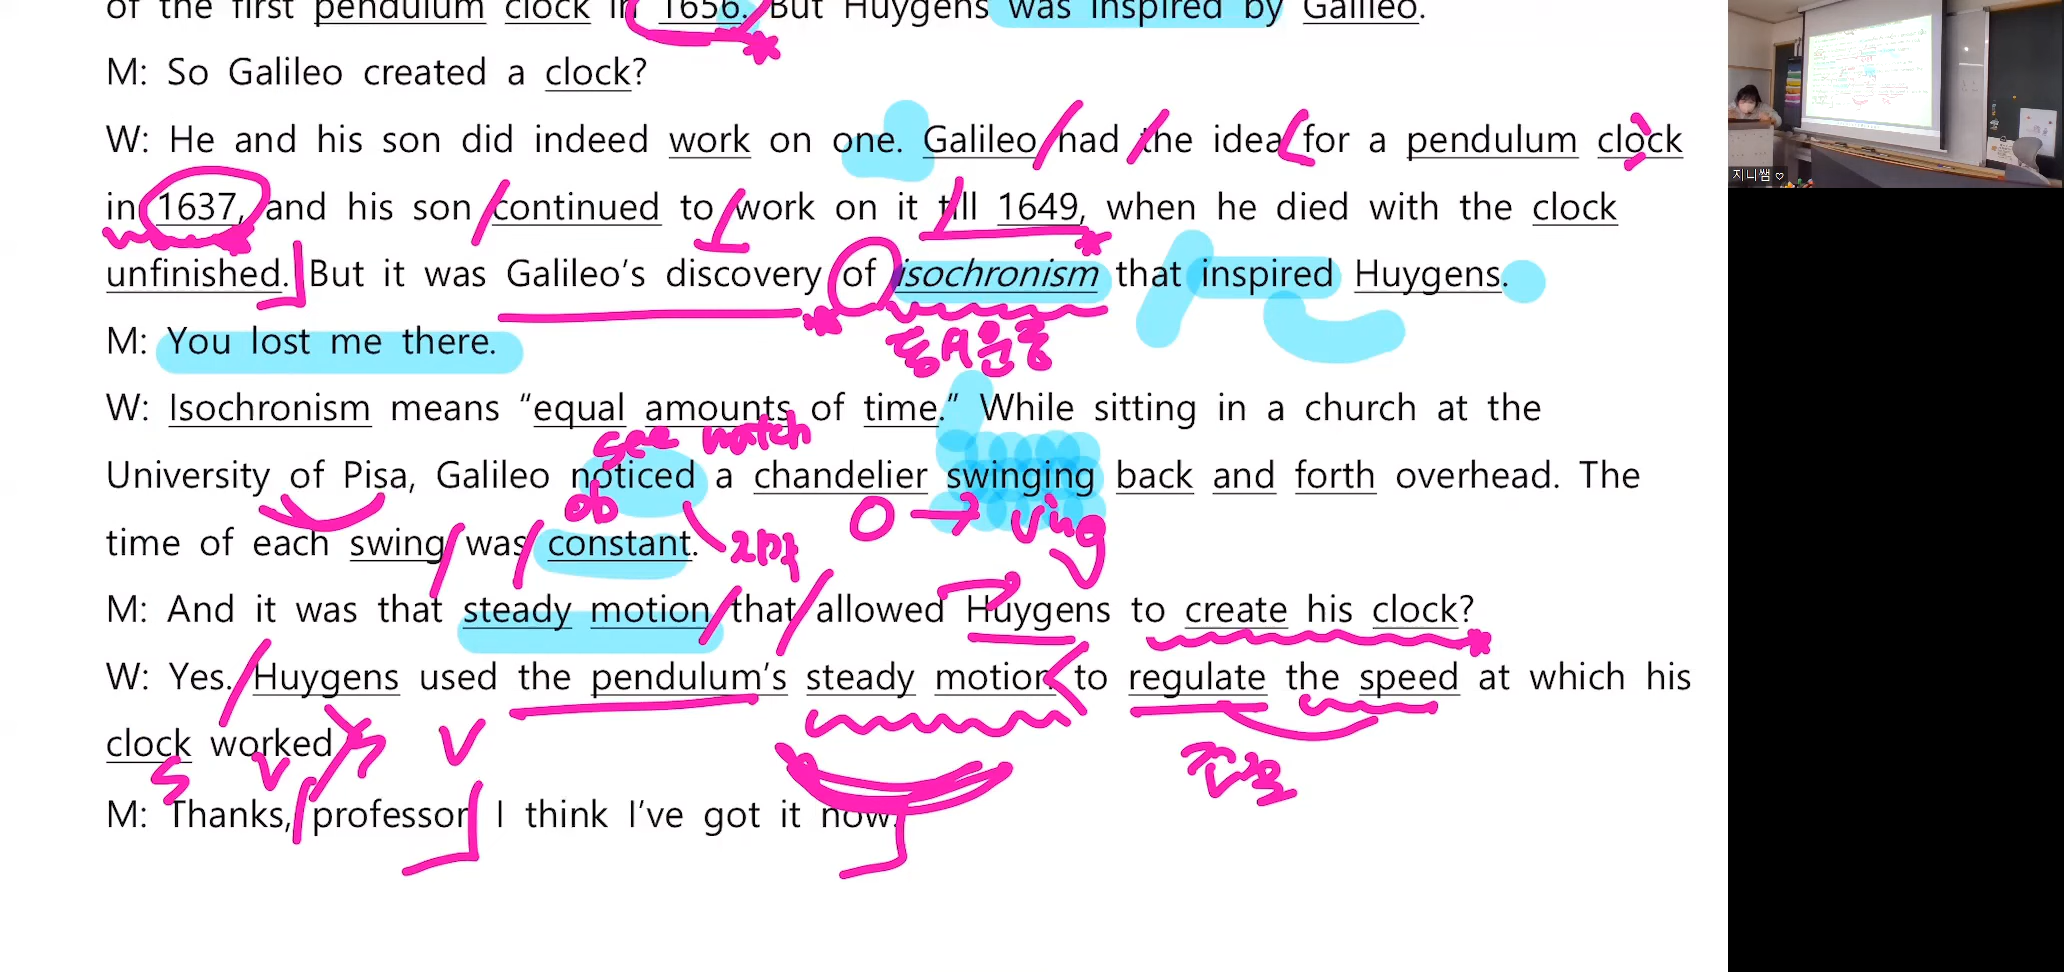 of the first pendulum clock in 1656. But Huygens was inspired by Galileo.
M: So Galileo created a clock?
W: He and his son did indeed work on one. Galileo had the idea for a pendulum clock
in 1637, and his son continued to work on it till 1649, when he died with the clock
unfinished. But it was Galileo's discovery of isochronism that inspired Huygens.
M: You lost me there.
동시운동
W: Isochronism means “equal amounts of time.” While sitting in a church at the
see watch
University of Pisa, Galileo noticed a chandelier swinging back and forth overhead. The
ob
O → Ving
time of each swing was constant.
지각
M: And it was that steady motion that allowed Huygens to create his clock?
W: Yes. Huygens used the pendulum's steady motion to regulate the speed at which his
clock worked.
S V
V
M: Thanks, professor. I think I've got it now.
지니쌤 ♡